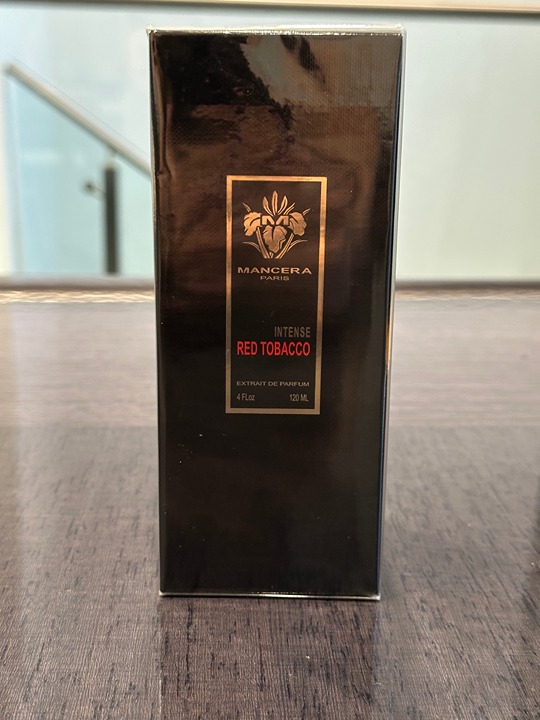 MANCERA
PARIS
INTENSE
RED TOBACCO
EXTRAIT DE PARFUM
4 FLoz 120 ML